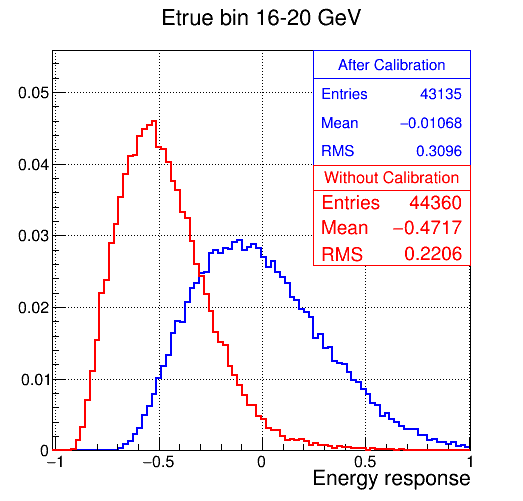 Etrue bin 16-20 GeV
After Calibration
Entries 43135
Mean −0.01068
RMS 0.3096
Without Calibration
Entries 44360
Mean −0.4717
RMS 0.2206
0.05
0.04
0.03
0.02
0.01
0
−1 −0.5 0 0.5 1
Energy response